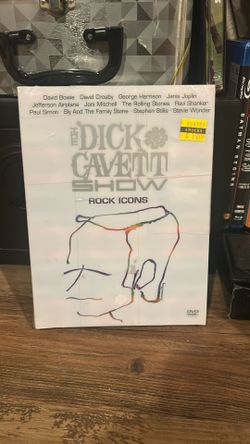 David Bowie David Crosby George Harrison Janis Joplin
Jefferson Airplane Joni Mitchell The Rolling Stones Ravi Shankar
Paul Simon Sly And The Family Stone Stephen Stills Stevie Wonder
THE
DICK
CAVETT
SHOW
ROCK ICONS
DVD
BATMAN